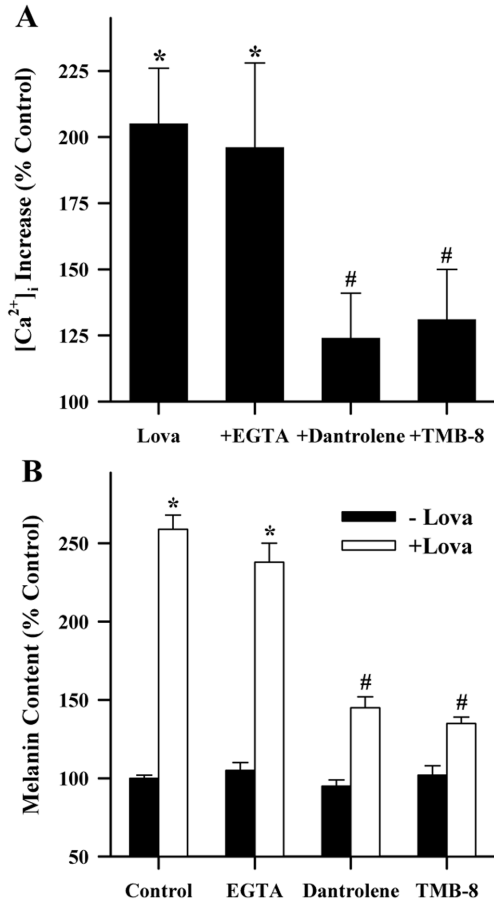 A
[Ca²⁺]ᵢ Increase (% Control)
225
200
175
150
125
100
*
*
#
#
Lova +EGTA +Dantrolene +TMB-8
B
Melanin Content (% Control)
250
200
150
100
50
- Lova
+Lova
*
*
#
#
Control EGTA Dantrolene TMB-8